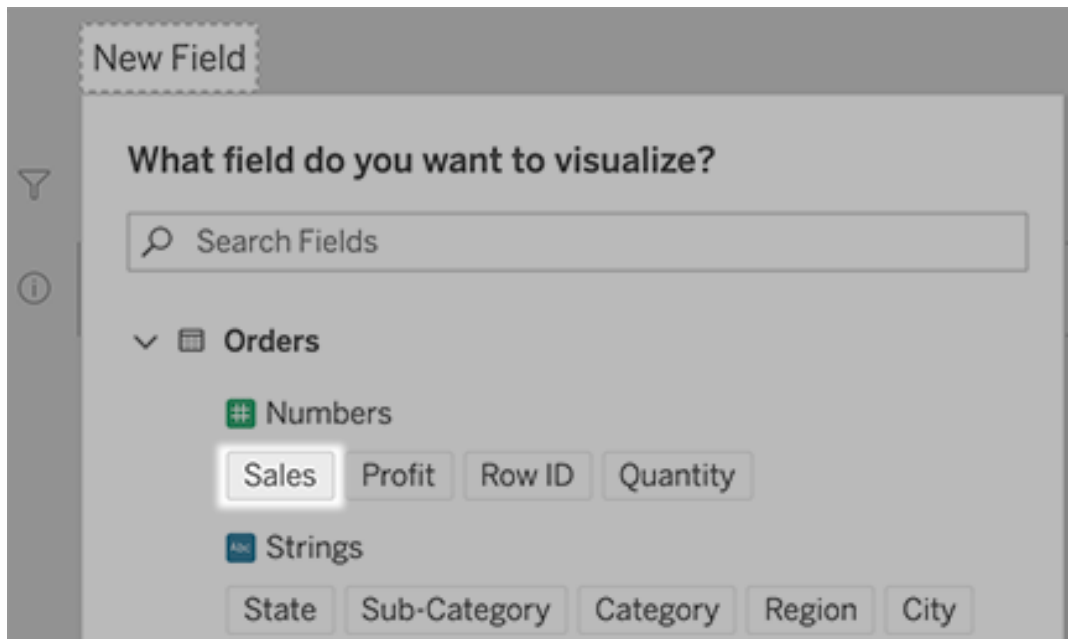 New Field
What field do you want to visualize?
Search Fields
Orders
# Numbers
Sales Profit Row ID Quantity
Abc Strings
State Sub-Category Category Region City